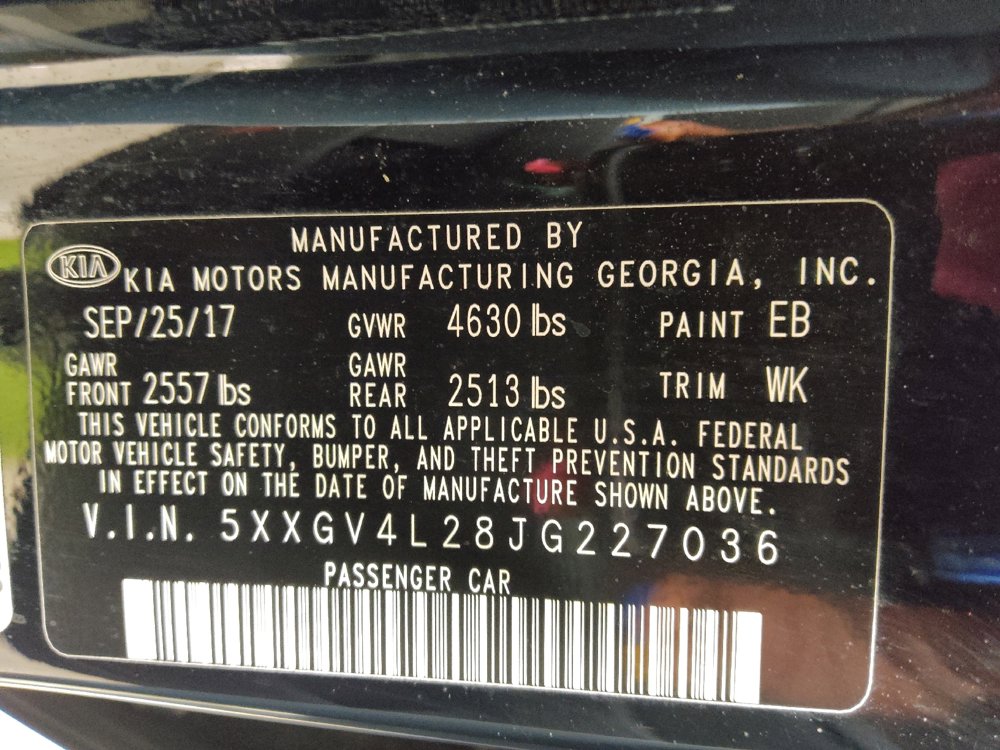 MANUFACTURED BY
KIA KIA MOTORS MANUFACTURING GEORGIA, INC.
SEP/25/17 GVWR 4630 lbs PAINT EB
GAWR FRONT 2557 lbs GAWR REAR 2513 lbs TRIM WK
THIS VEHICLE CONFORMS TO ALL APPLICABLE U.S.A. FEDERAL
MOTOR VEHICLE SAFETY, BUMPER, AND THEFT PREVENTION STANDARDS
IN EFFECT ON THE DATE OF MANUFACTURE SHOWN ABOVE.
V.I.N. 5XXGV4L28JG227036
PASSENGER CAR